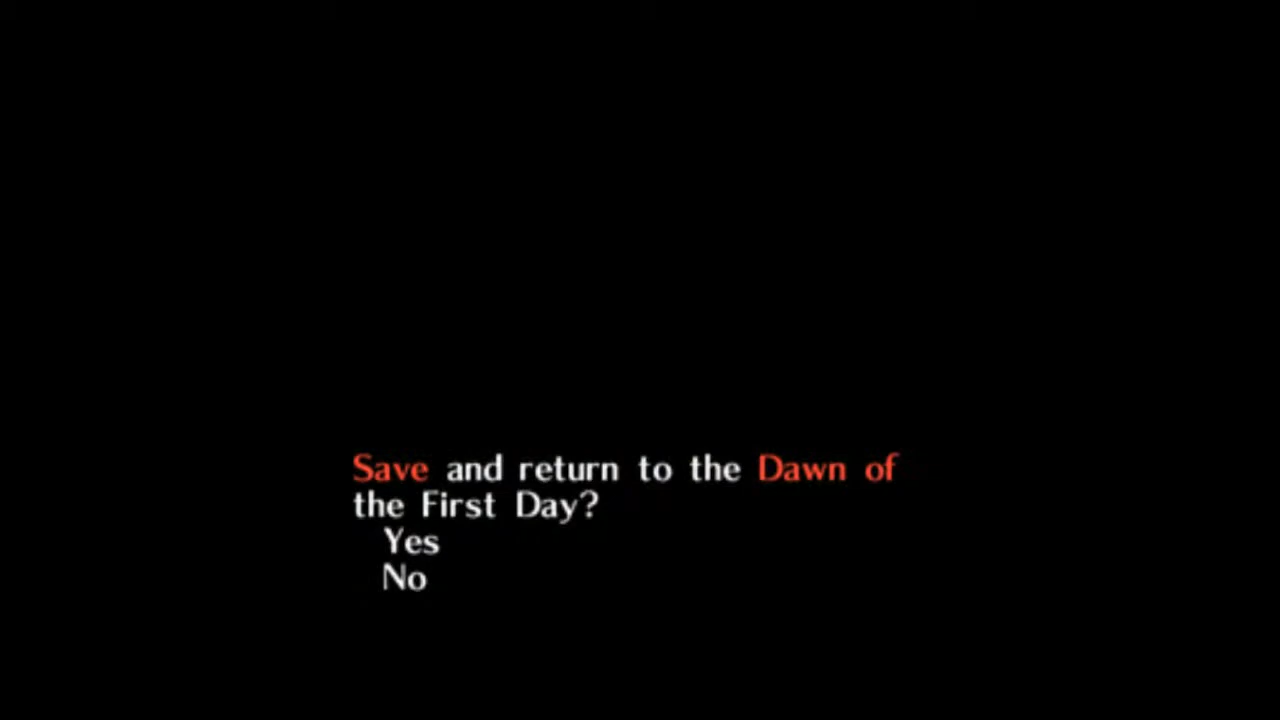 Save and return to the Dawn of
the First Day?
Yes
No